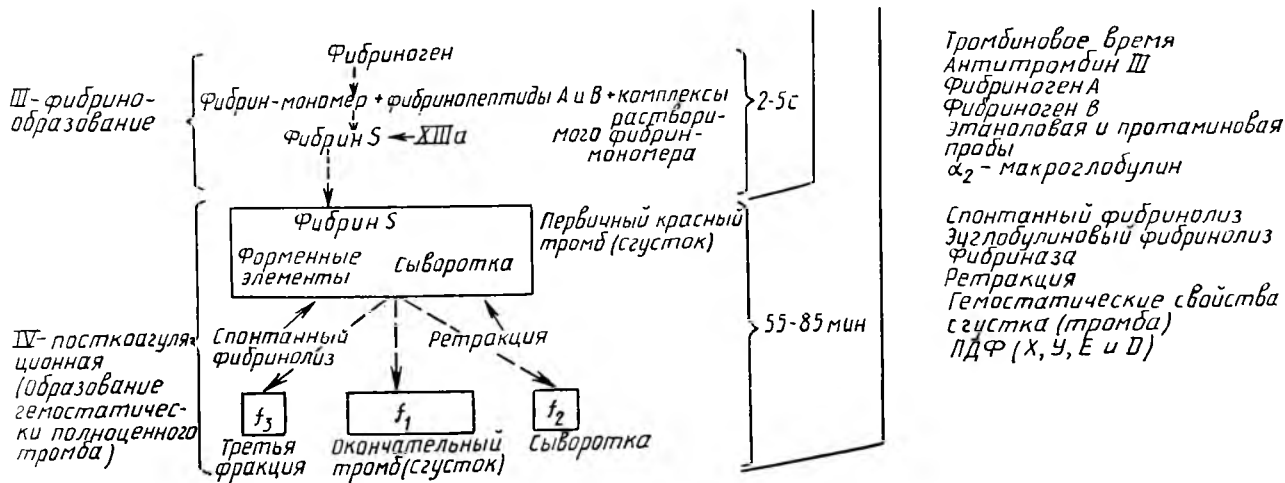 III - фибрино-
образование
Фибриноген
Фибрин-мономер + фибринопептиды А и В + комплексы
раствори-
мого фибрин-
мономера
Фибрин S ← XIIIа
2-5с
Тромбиновое время
Антитромбин III
Фибриноген А
Фибриноген В
Этаноловая и протаминовая
пробы
α₂ - макроглобулин
IV - посткоагуля-
ционная
(Образование
гемостатичес-
ки полноценного
тромба)
Фибрин S
Форменные
элементы
Сыворотка
Первичный красный
тромб (сгусток)
Спонтанный
фибринолиз
Ретракция
55-85 мин
f₃
f₁
f₂
Третья
фракция
Окончательный
тромб(сгусток)
Сыворотка
Спонтанный фибринолиз
Эуглобулиновый фибринолиз
Фибриназа
Ретракция
Гемостатические свойства
сгустка (тромба)
ПДФ (X, У, Е и D)